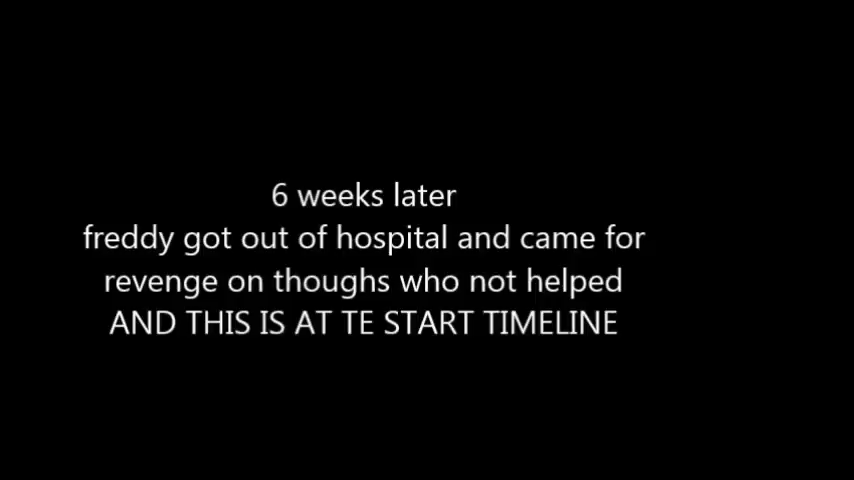 6 weeks later
freddy got out of hospital and came for
revenge on thoughs who not helped
AND THIS IS AT TE START TIMELINE